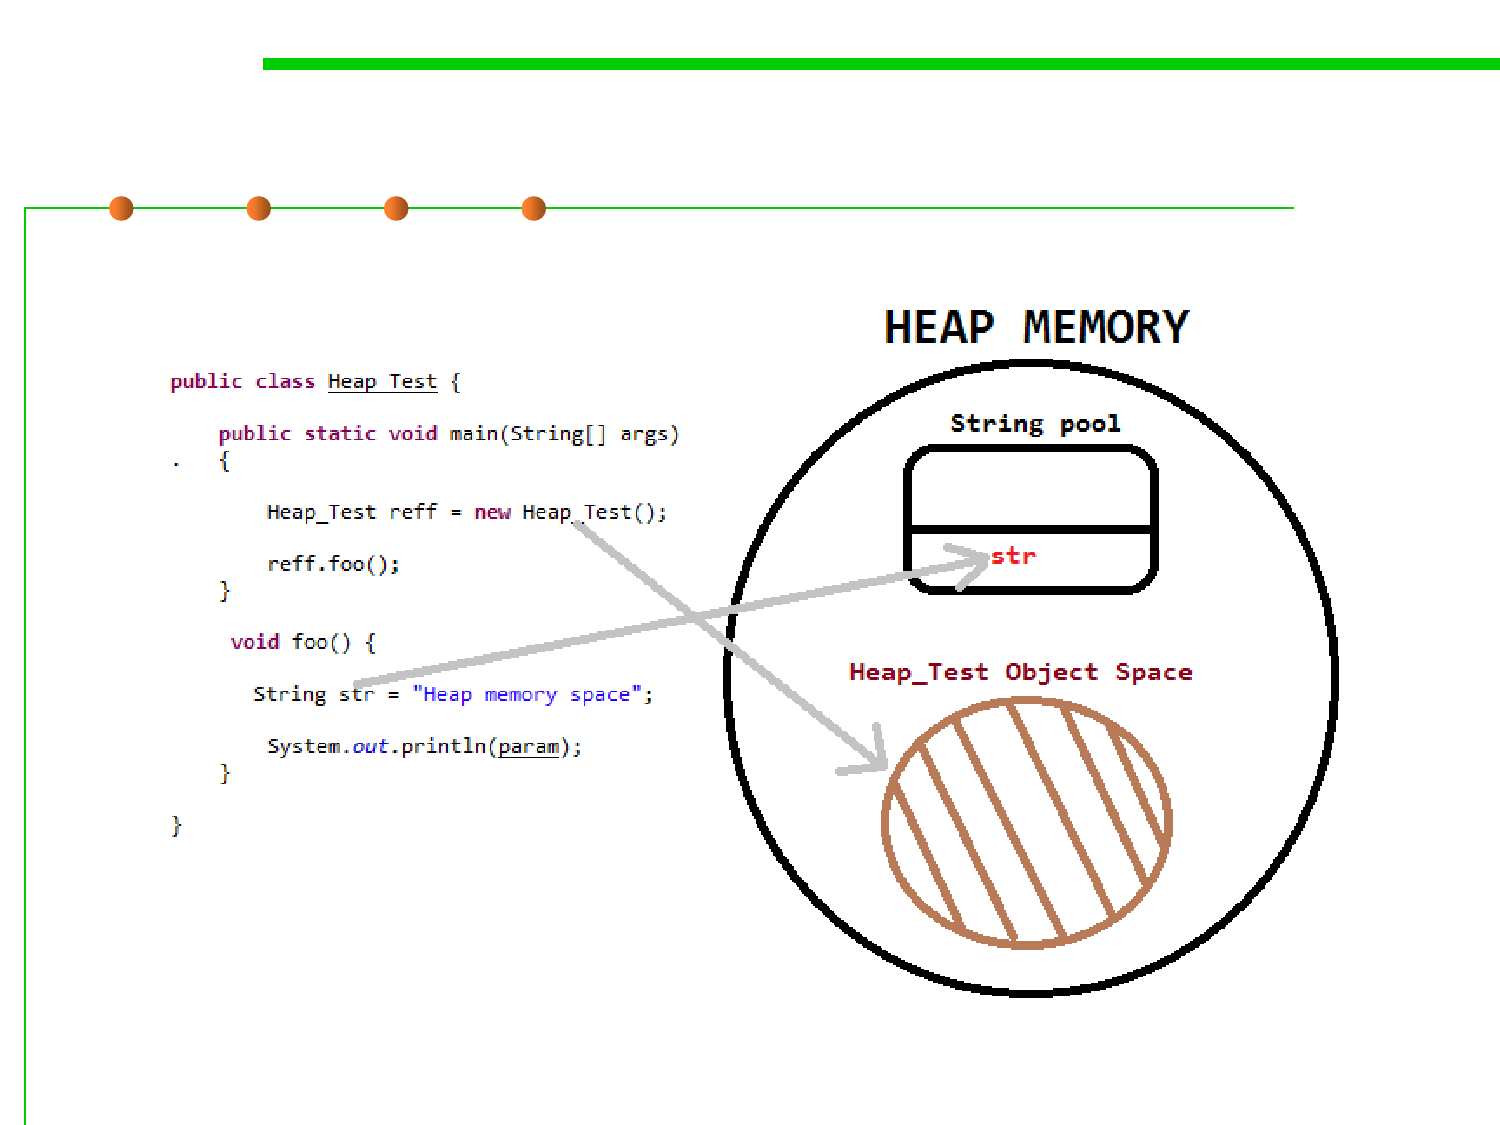 HEAP MEMORY
public class Heap_Test {
public static void main(String[] args)
. {
Heap_Test reff = new Heap_Test();
reff.foo();
}
void foo() {
String str = "Heap memory space";
System.out.println(param);
}
}
String pool
str
Heap_Test Object Space